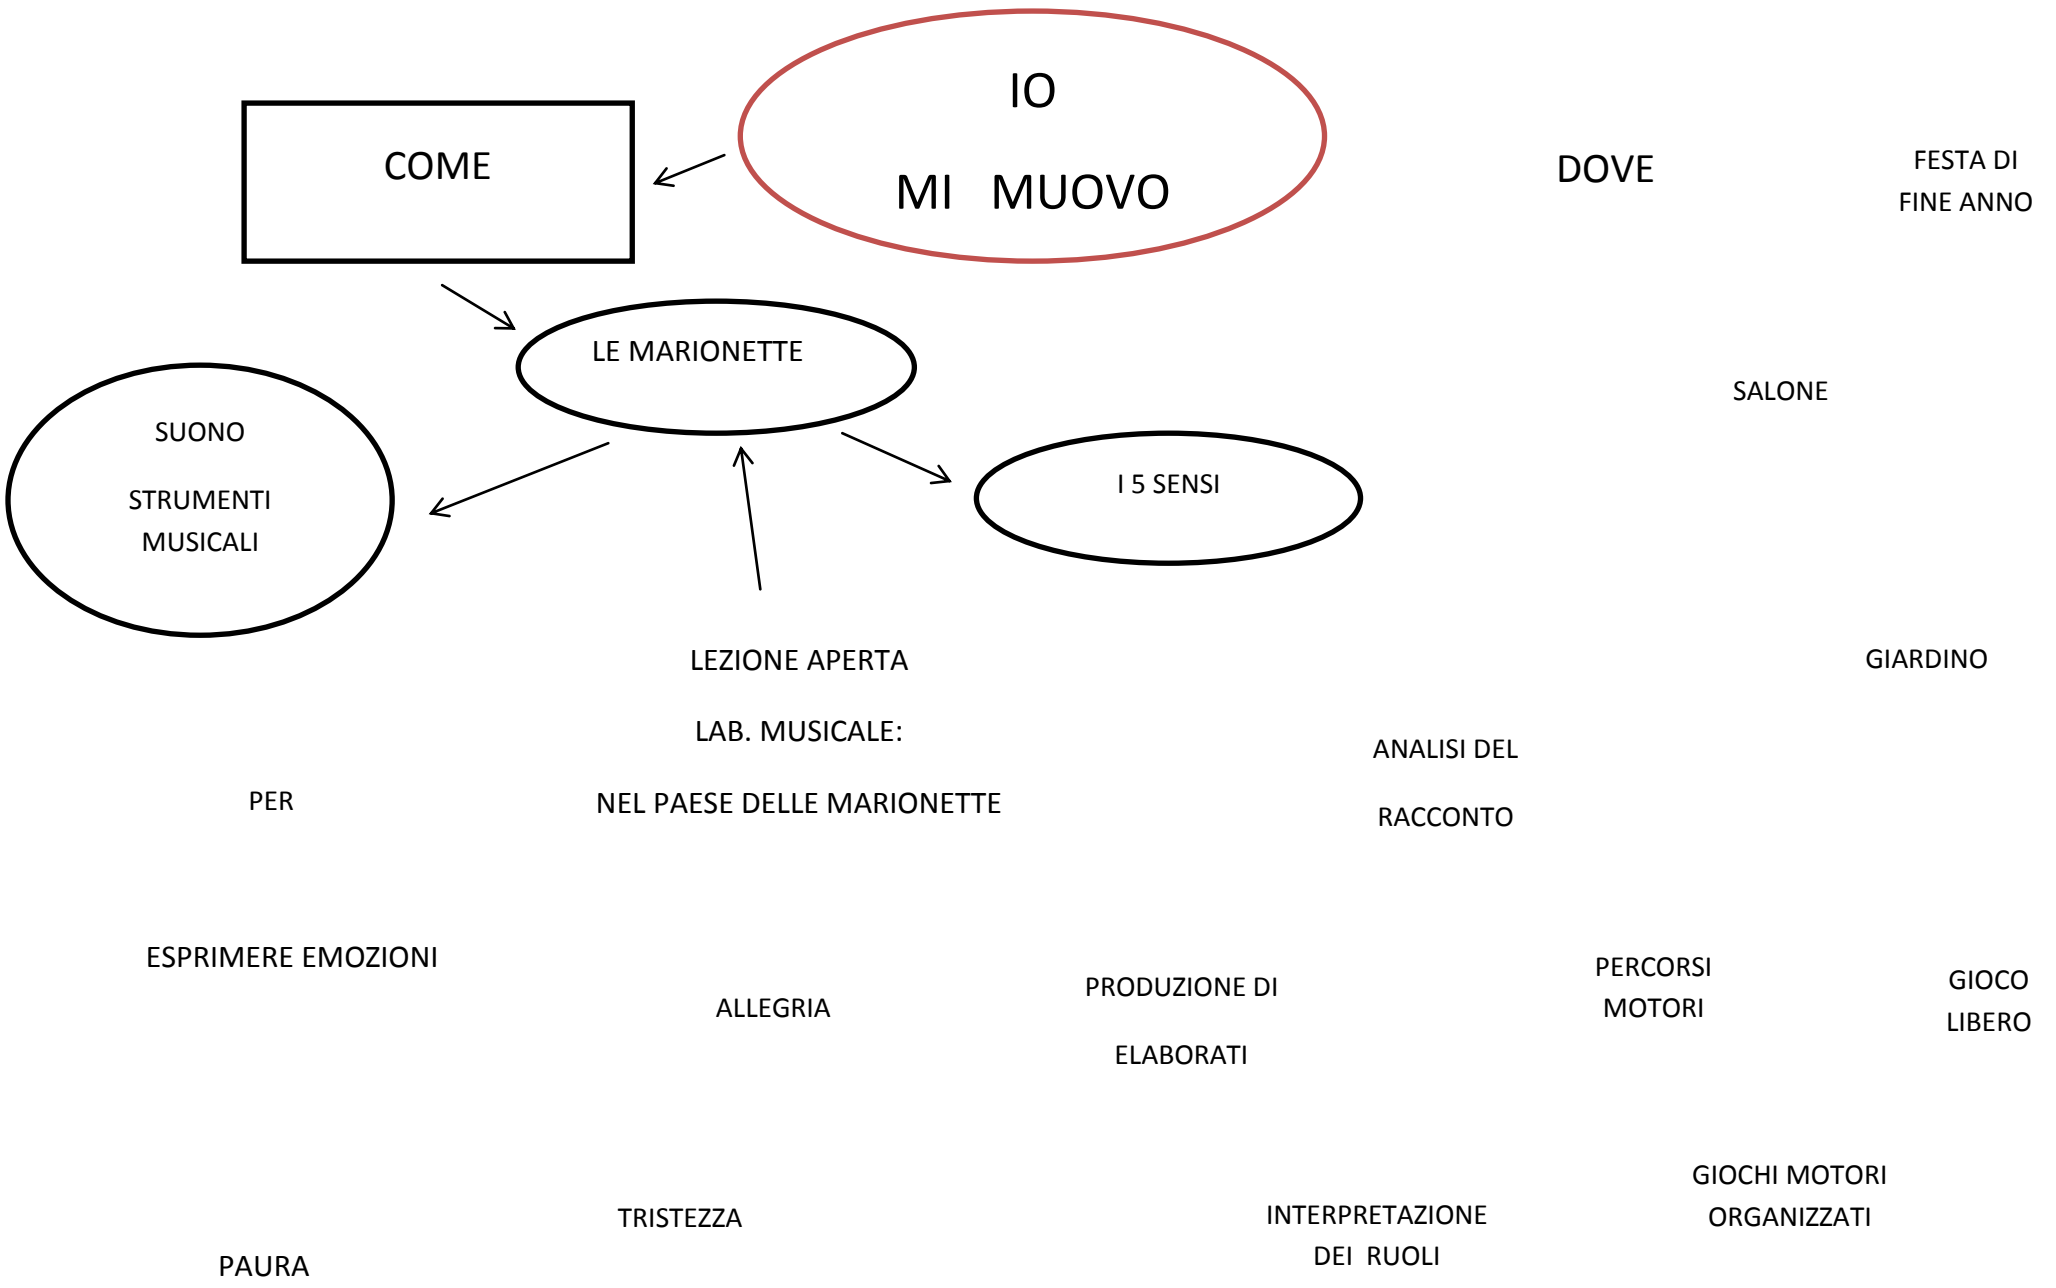 IO
MI MUOVO
COME
DOVE
FESTA DI
FINE ANNO
LE MARIONETTE
SALONE
SUONO
STRUMENTI
MUSICALI
I 5 SENSI
LEZIONE APERTA
LAB. MUSICALE:
NEL PAESE DELLE MARIONETTE
GIARDINO
ANALISI DEL
RACCONTO
PER
ESPRIMERE EMOZIONI
ALLEGRIA
PRODUZIONE DI
ELABORATI
PERCORSI
MOTORI
GIOCO
LIBERO
TRISTEZZA
PAURA
INTERPRETAZIONE
DEI RUOLI
GIOCHI MOTORI
ORGANIZZATI